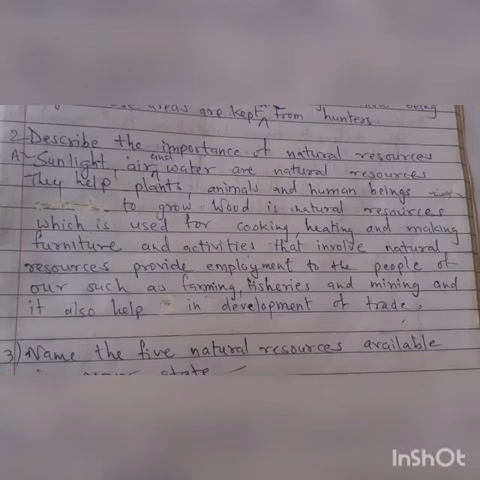 areas are kept from hunters.
2 Describe the importance of natural resources
A- Sunlight, air and water are natural resources
They help plants, animals and human beings
to grow Wood is natural resources
which is used for cooking, heating and making
furniture and activities that involve natural
resources provide employment to the people of
our such as farming, fisheries and mining and
it also help in development of trade.
3) Name the five natural resources available
state
InShOt